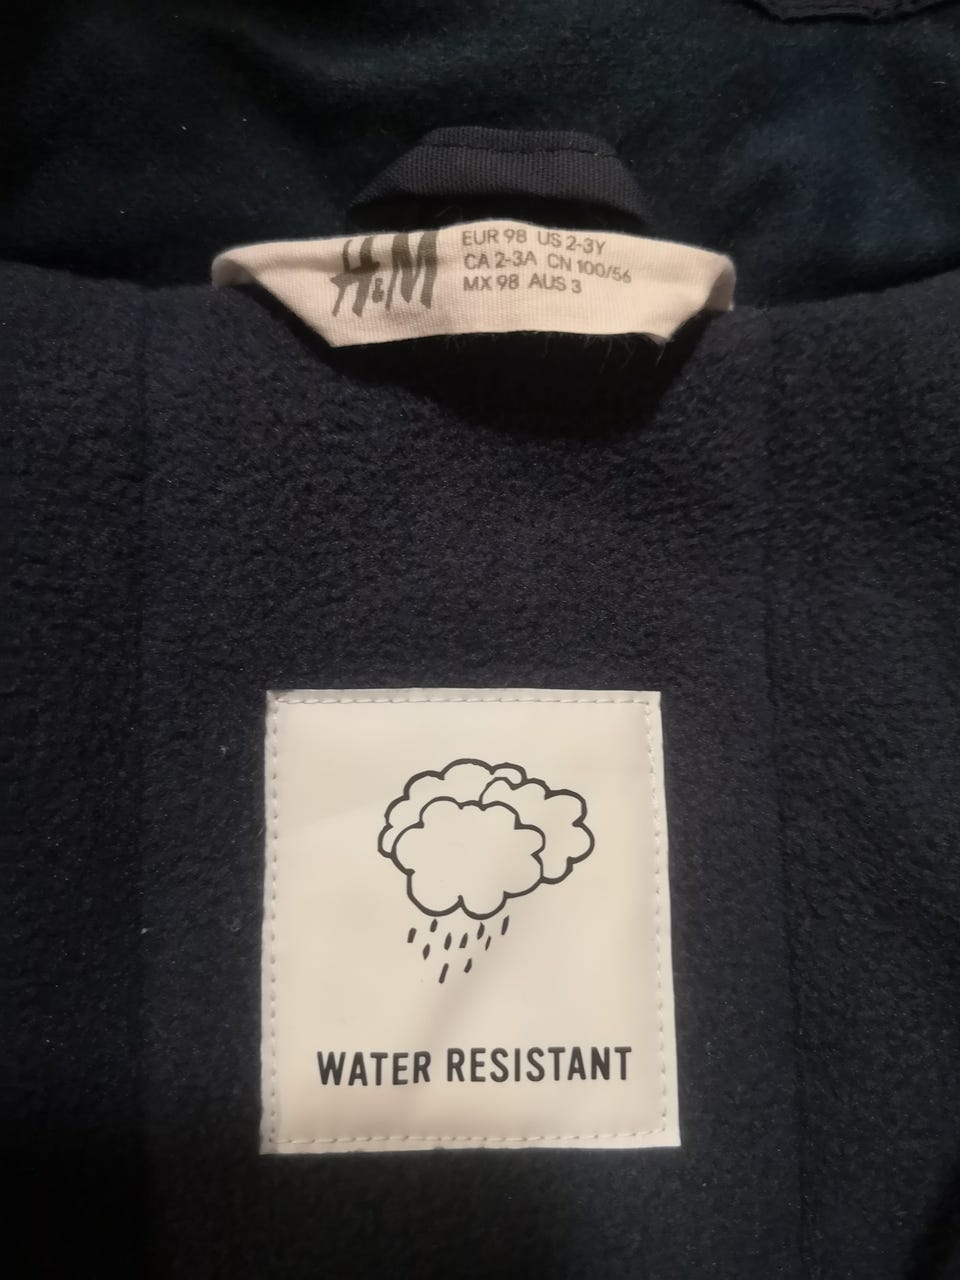 H&M
EUR 98 US 2-3Y
CA 2-3A CN 100/56
MX 98 AUS 3
WATER RESISTANT